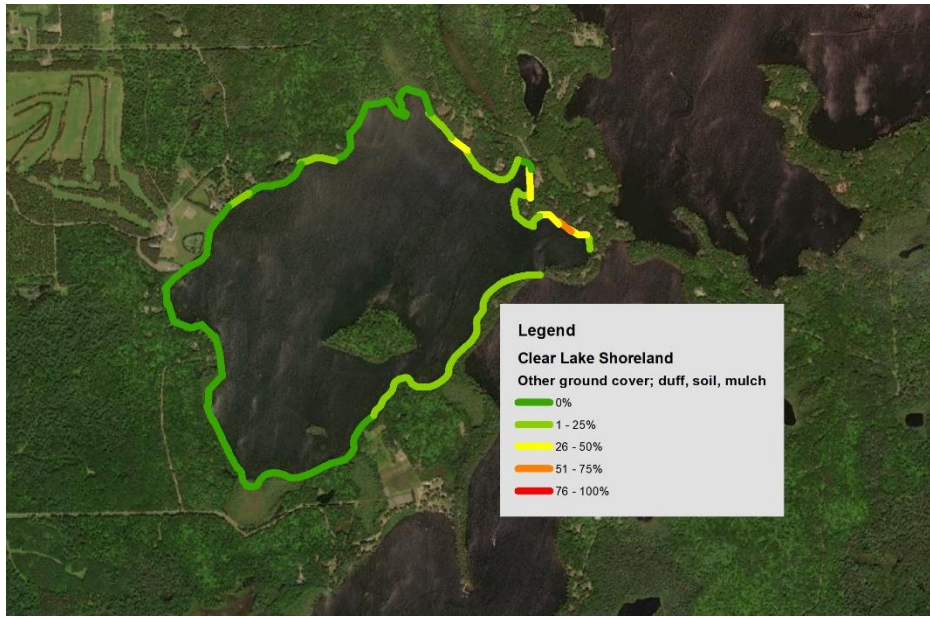 Legend
Clear Lake Shoreland
Other ground cover; duff, soil, mulch
0%
1 - 25%
26 - 50%
51 - 75%
76 - 100%